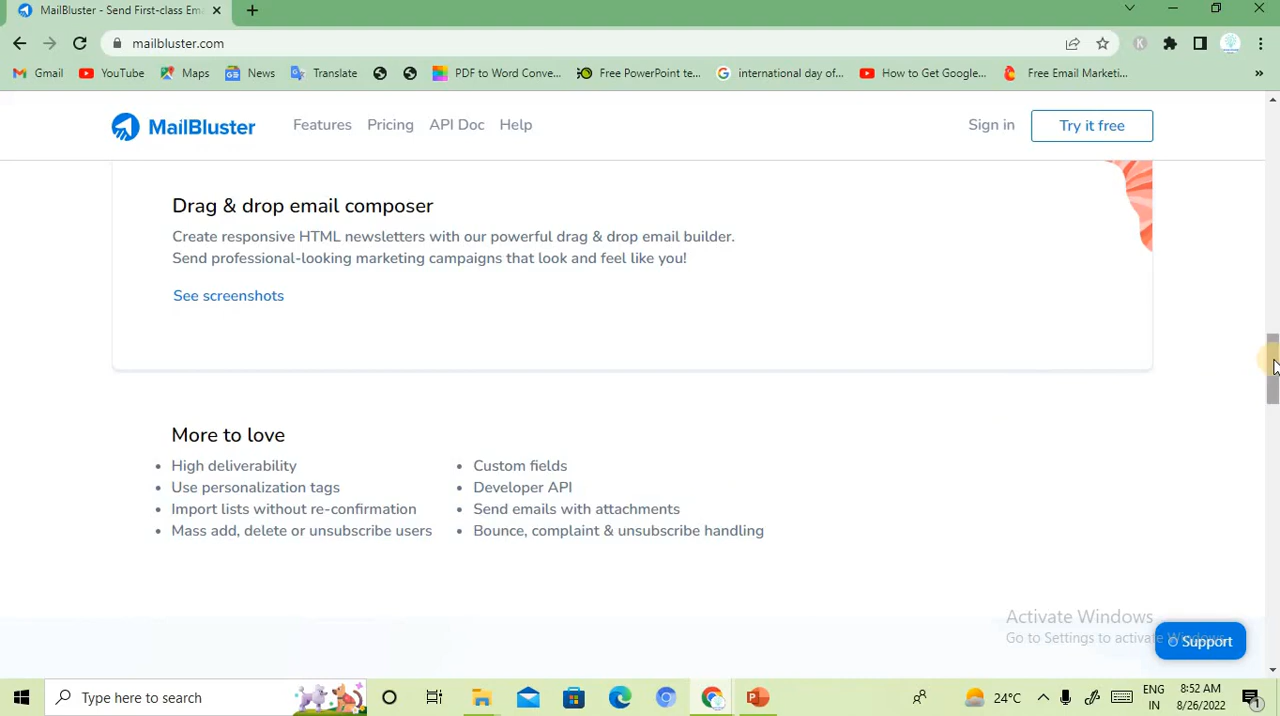 MailBluster - Send First-class Ema
mailbluster.com
Gmail
YouTube
Maps
News
Translate
PDF to Word Conve...
Free PowerPoint te...
international day of...
How to Get Google...
Free Email Marketi...
»
MailBluster
Features
Pricing
API Doc
Help
Sign in
Try it free
Drag & drop email composer
Create responsive HTML newsletters with our powerful drag & drop email builder.
Send professional-looking marketing campaigns that look and feel like you!
See screenshots
More to love
• High deliverability
• Use personalization tags
• Import lists without re-confirmation
• Mass add, delete or unsubscribe users
• Custom fields
• Developer API
• Send emails with attachments
• Bounce, complaint & unsubscribe handling
Activate Windows
Go to Settings to activate Windows.
Support
Type here to search
24°C
ENG
IN
8:52 AM
8/26/2022
1